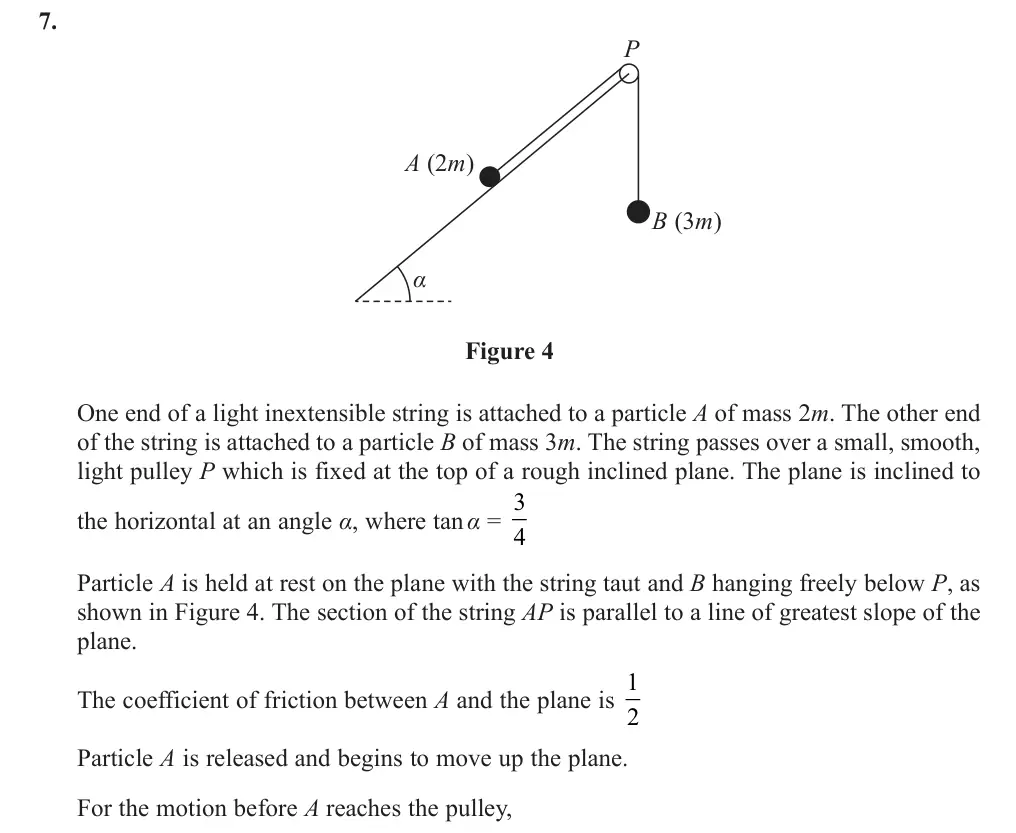 7.
P
A (2m)
B (3m)
α
Figure 4
One end of a light inextensible string is attached to a particle A of mass 2m. The other end
of the string is attached to a particle B of mass 3m. The string passes over a small, smooth,
light pulley P which is fixed at the top of a rough inclined plane. The plane is inclined to
the horizontal at an angle α, where tan α = 3/4
Particle A is held at rest on the plane with the string taut and B hanging freely below P, as
shown in Figure 4. The section of the string AP is parallel to a line of greatest slope of the
plane.
The coefficient of friction between A and the plane is 1/2
Particle A is released and begins to move up the plane.
For the motion before A reaches the pulley,